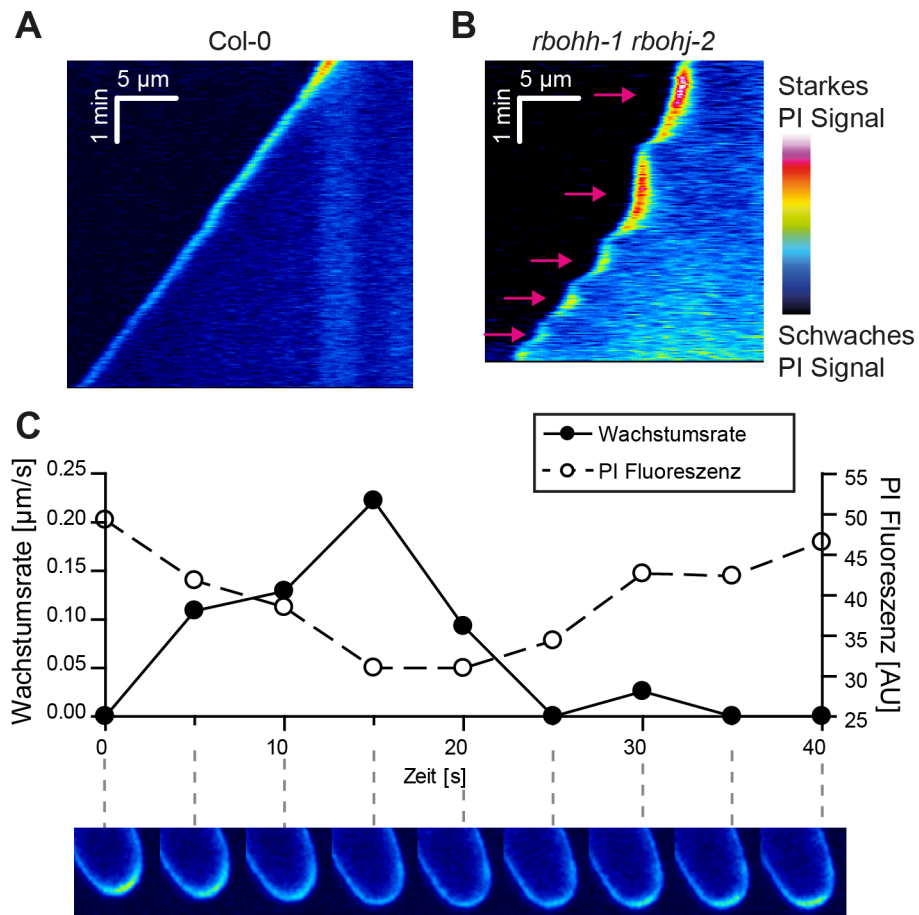 A
Col-0
5 µm
1 min
B
rbohh-1 rbohj-2
5 µm
1 min
Starkes
PI Signal
Schwaches
PI Signal
C
Wachstumsrate
PI Fluoreszenz
Wachstumsrate [µm/s]
0.25
0.20
0.15
0.10
0.05
0.00
55
50
45
40
35
30
25
PI Fluoreszenz
[AU]
0
10
20
30
40
Zeit [s]